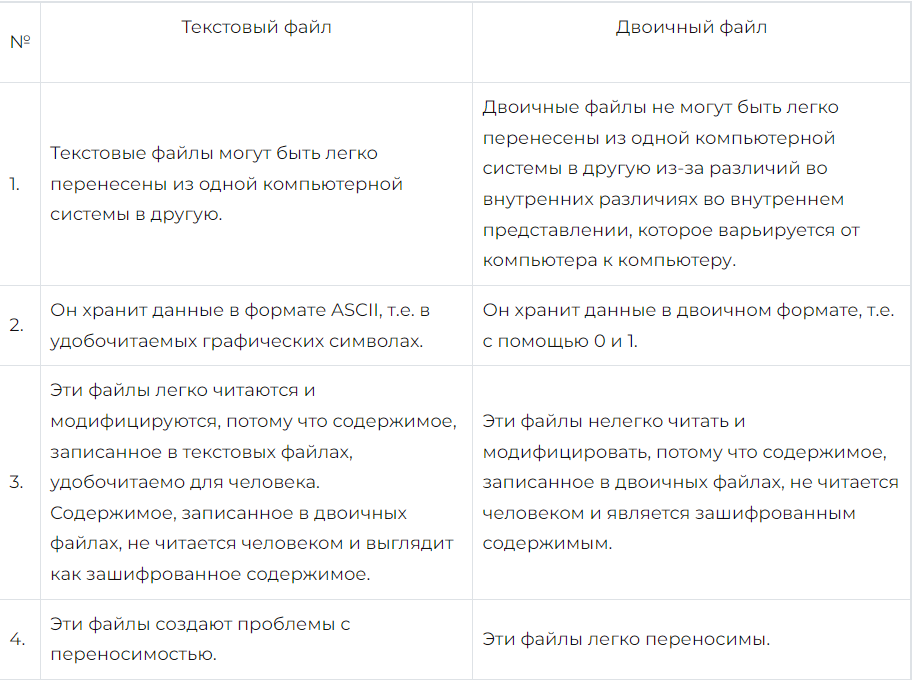 №
Текстовый файл
Двоичный файл
1.
Текстовые файлы могут быть легко
перенесены из одной компьютерной
системы в другую.
Двоичные файлы не могут быть легко
перенесены из одной компьютерной
системы в другую из-за различий во
внутренних различиях во внутреннем
представлении, которое варьируется от
компьютера к компьютеру.
2.
Он хранит данные в формате ASCII, т.е. в
удобочитаемых графических символах.
Он хранит данные в двоичном формате, т.е.
с помощью 0 и 1.
3.
Эти файлы легко читаются и
модифицируются, потому что содержимое,
записанное в текстовых файлах,
удобочитаемо для человека.
Содержимое, записанное в двоичных
файлах, не читается человеком и выглядит
как зашифрованное содержимое.
Эти файлы нелегко читать и
модифицировать, потому что содержимое,
записанное в двоичных файлах, не читается
человеком и является зашифрованным
содержимым.
4.
Эти файлы создают проблемы с
переносимостью.
Эти файлы легко переносимы.